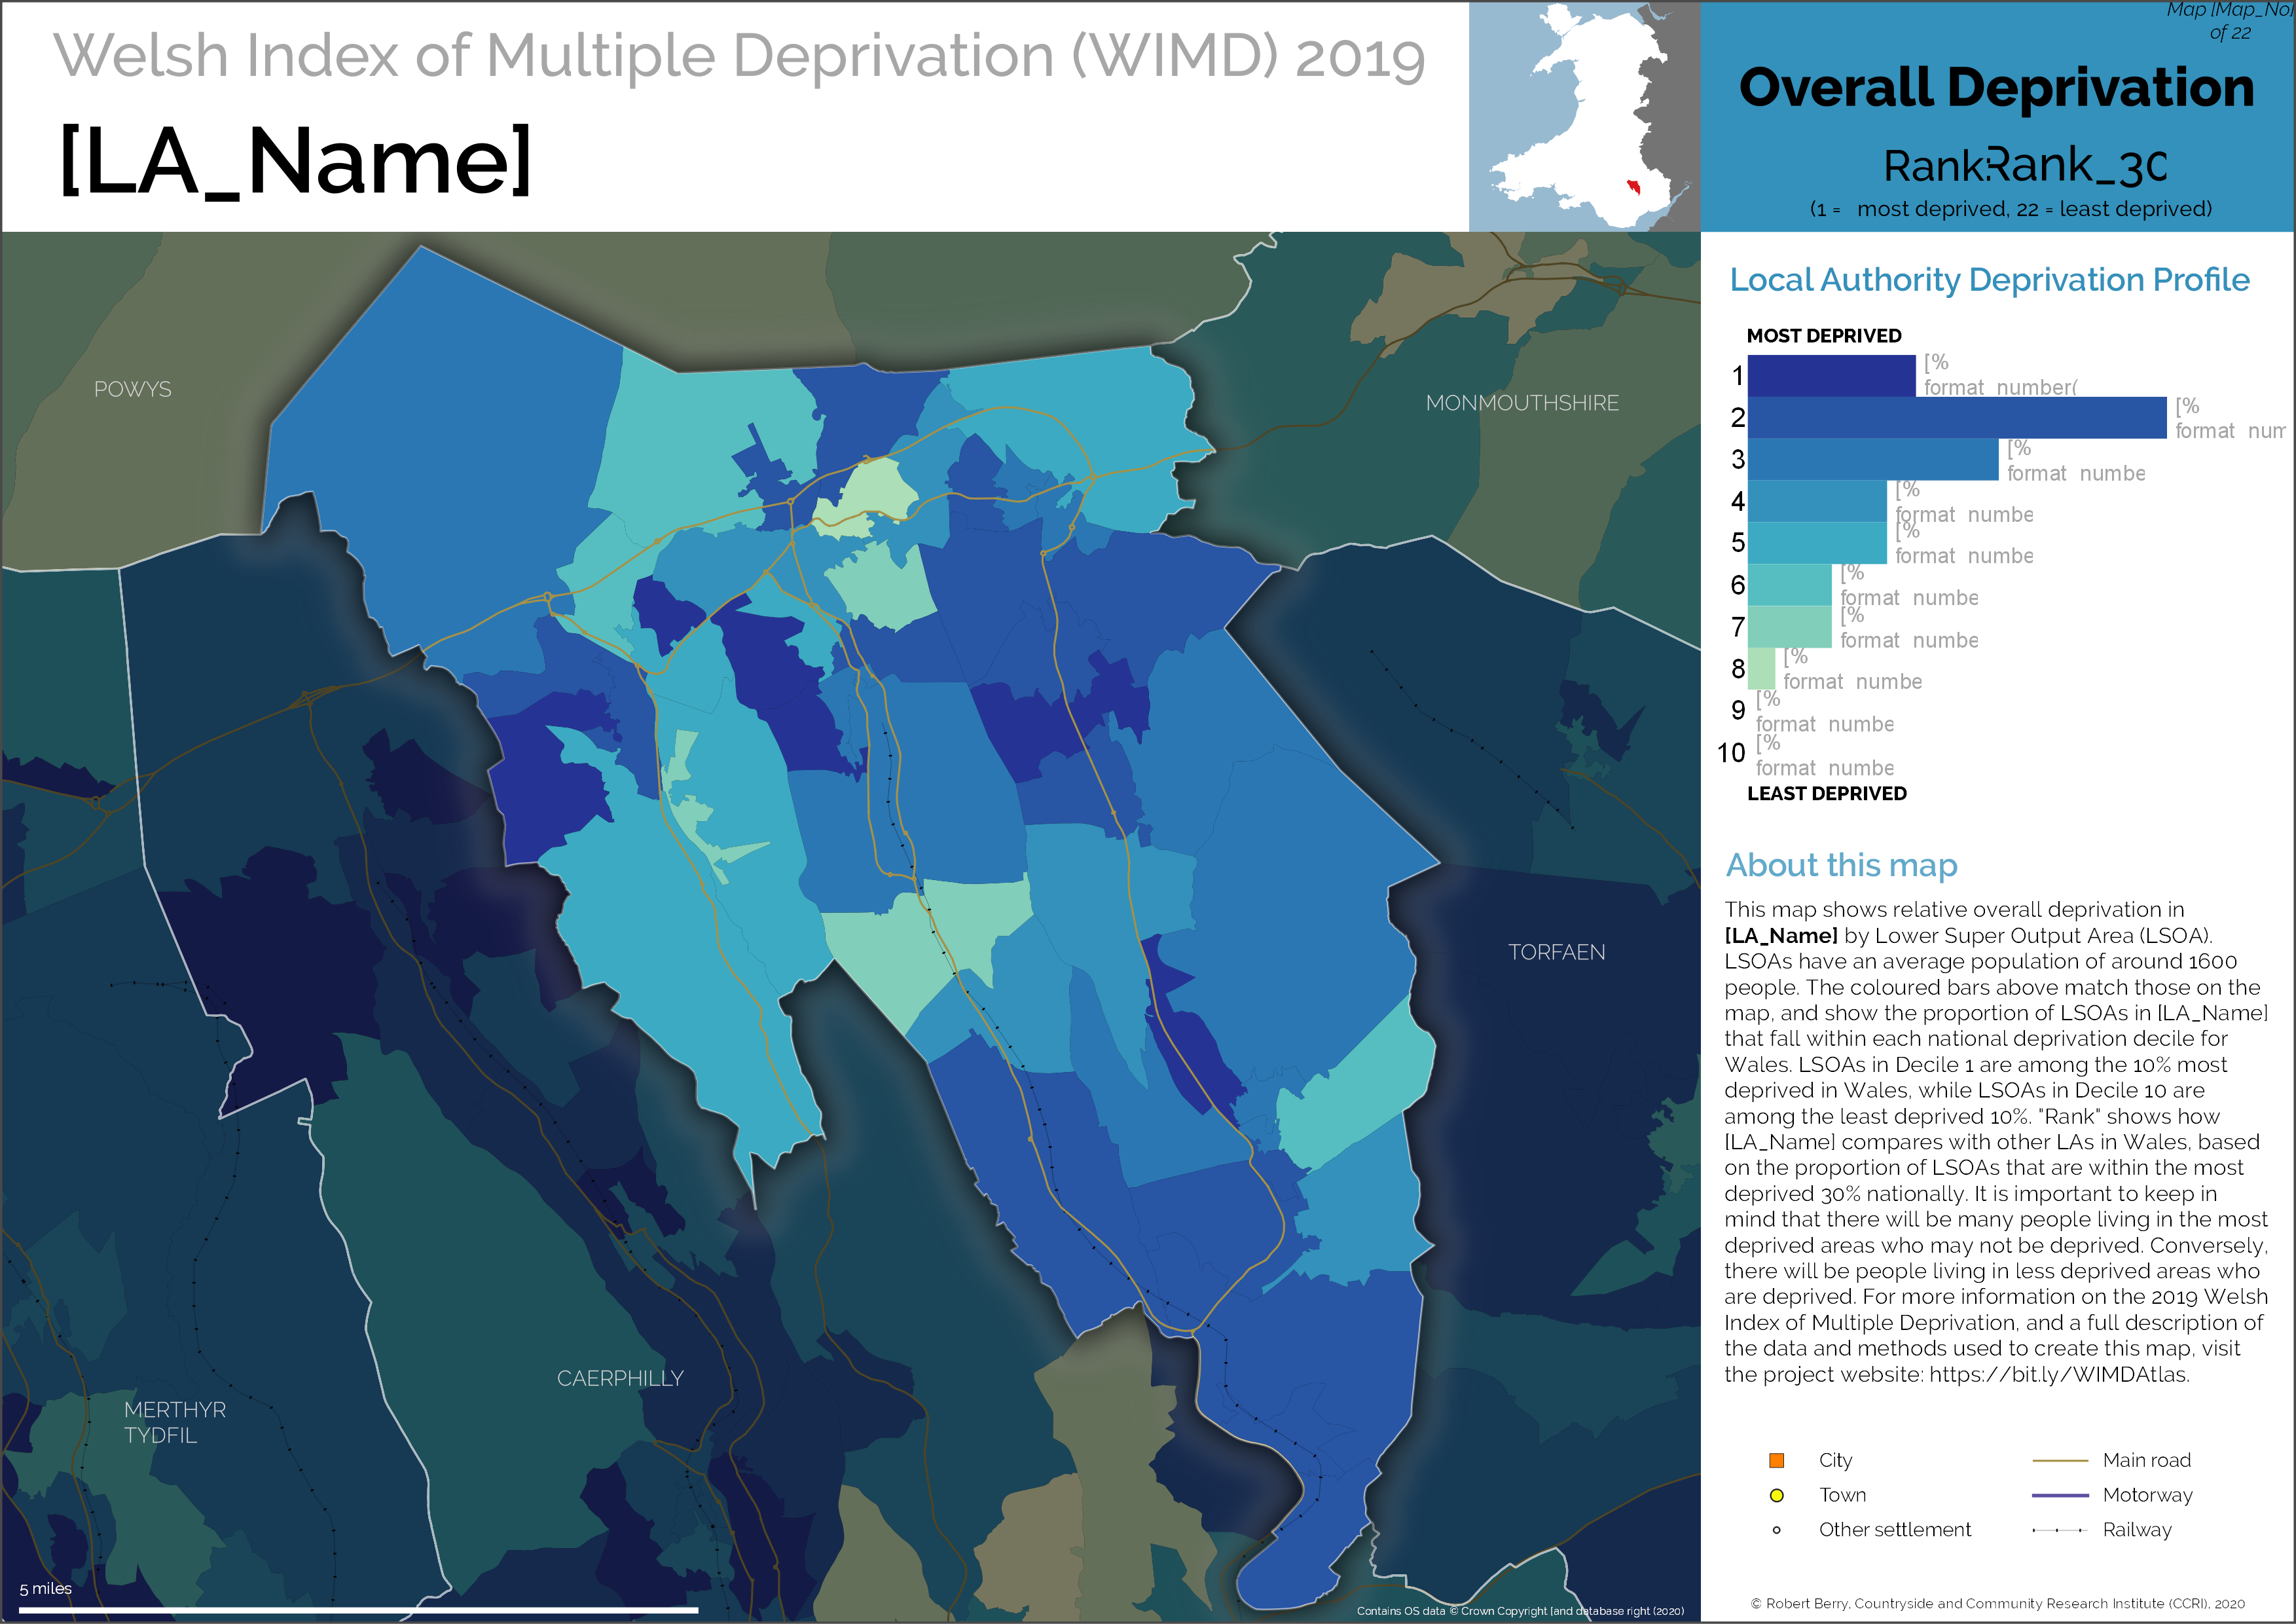 Welsh Index of Multiple Deprivation (WIMD) 2019
[LA_Name]
Map [Map_No]
of 22
Overall Deprivation
Rank:Rank_30
(1 = most deprived, 22 = least deprived)
POWYS
MONMOUTHSHIRE
TORFAEN
CAERPHILLY
MERTHYR
TYDFIL
5 miles
Contains OS data © Crown Copyright [and database right (2020)
Local Authority Deprivation Profile
MOST DEPRIVED
1 [%
format number(
2 [%
format num
3 [%
format numbe
4 [%
format numbe
5 [%
format numbe
6 [%
format numbe
7 [%
format numbe
8 [%
format numbe
9 [%
format numbe
10 [%
format numbe
LEAST DEPRIVED
About this map
This map shows relative overall deprivation in
[LA_Name] by Lower Super Output Area (LSOA).
LSOAs have an average population of around 1600
people. The coloured bars above match those on the
map, and show the proportion of LSOAs in [LA_Name]
that fall within each national deprivation decile for
Wales. LSOAs in Decile 1 are among the 10% most
deprived in Wales, while LSOAs in Decile 10 are
among the least deprived 10%. "Rank" shows how
[LA_Name] compares with other LAs in Wales, based
on the proportion of LSOAs that are within the most
deprived 30% nationally. It is important to keep in
mind that there will be many people living in the most
deprived areas who may not be deprived. Conversely,
there will be people living in less deprived areas who
are deprived. For more information on the 2019 Welsh
Index of Multiple Deprivation, and a full description of
the data and methods used to create this map, visit
the project website: https://bit.ly/WIMDAtlas.
City
Town
Other settlement
Main road
Motorway
Railway
© Robert Berry, Countryside and Community Research Institute (CCRI), 2020